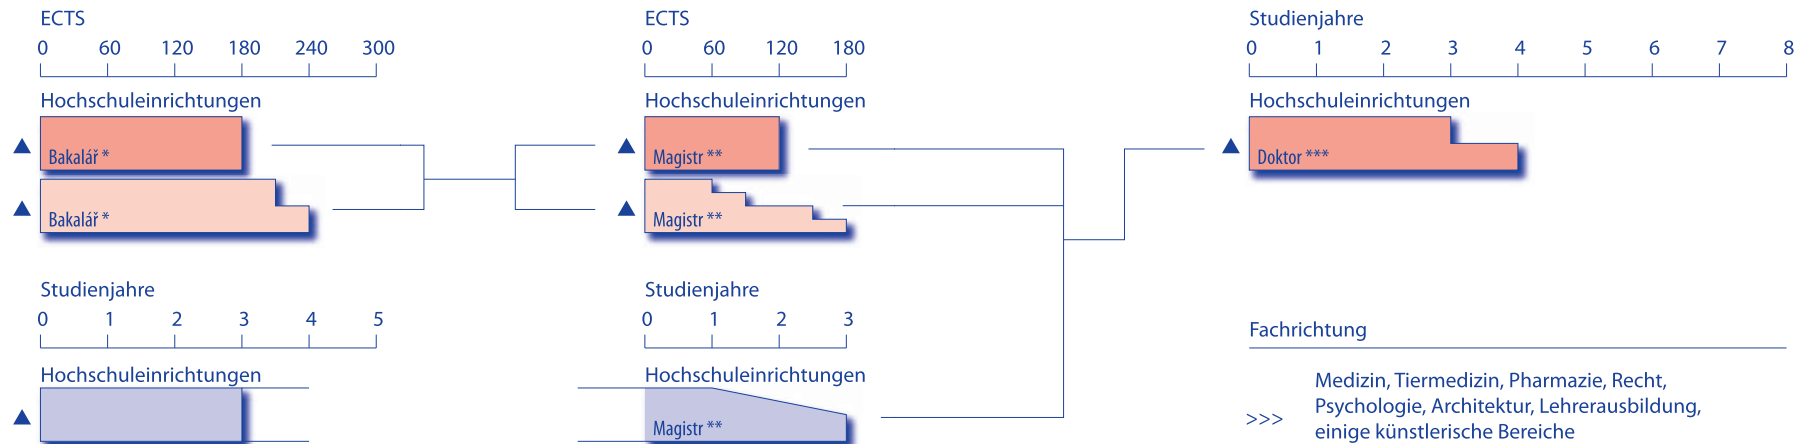 ECTS
0 60 120 180 240 300
Hochschuleinrichtungen
Bakalář *
Bakalář *
Studienjahre
0 1 2 3 4 5
Hochschuleinrichtungen
ECTS
0 60 120 180
Hochschuleinrichtungen
Magistr **
Magistr **
Studienjahre
0 1 2 3
Hochschuleinrichtungen
Magistr **
Studienjahre
0 1 2 3 4 5 6 7 8
Hochschuleinrichtungen
Doktor ***
Fachrichtung
>>> Medizin, Tiermedizin, Pharmazie, Recht,
Psychologie, Architektur, Lehrerausbildung,
einige künstlerische Bereiche